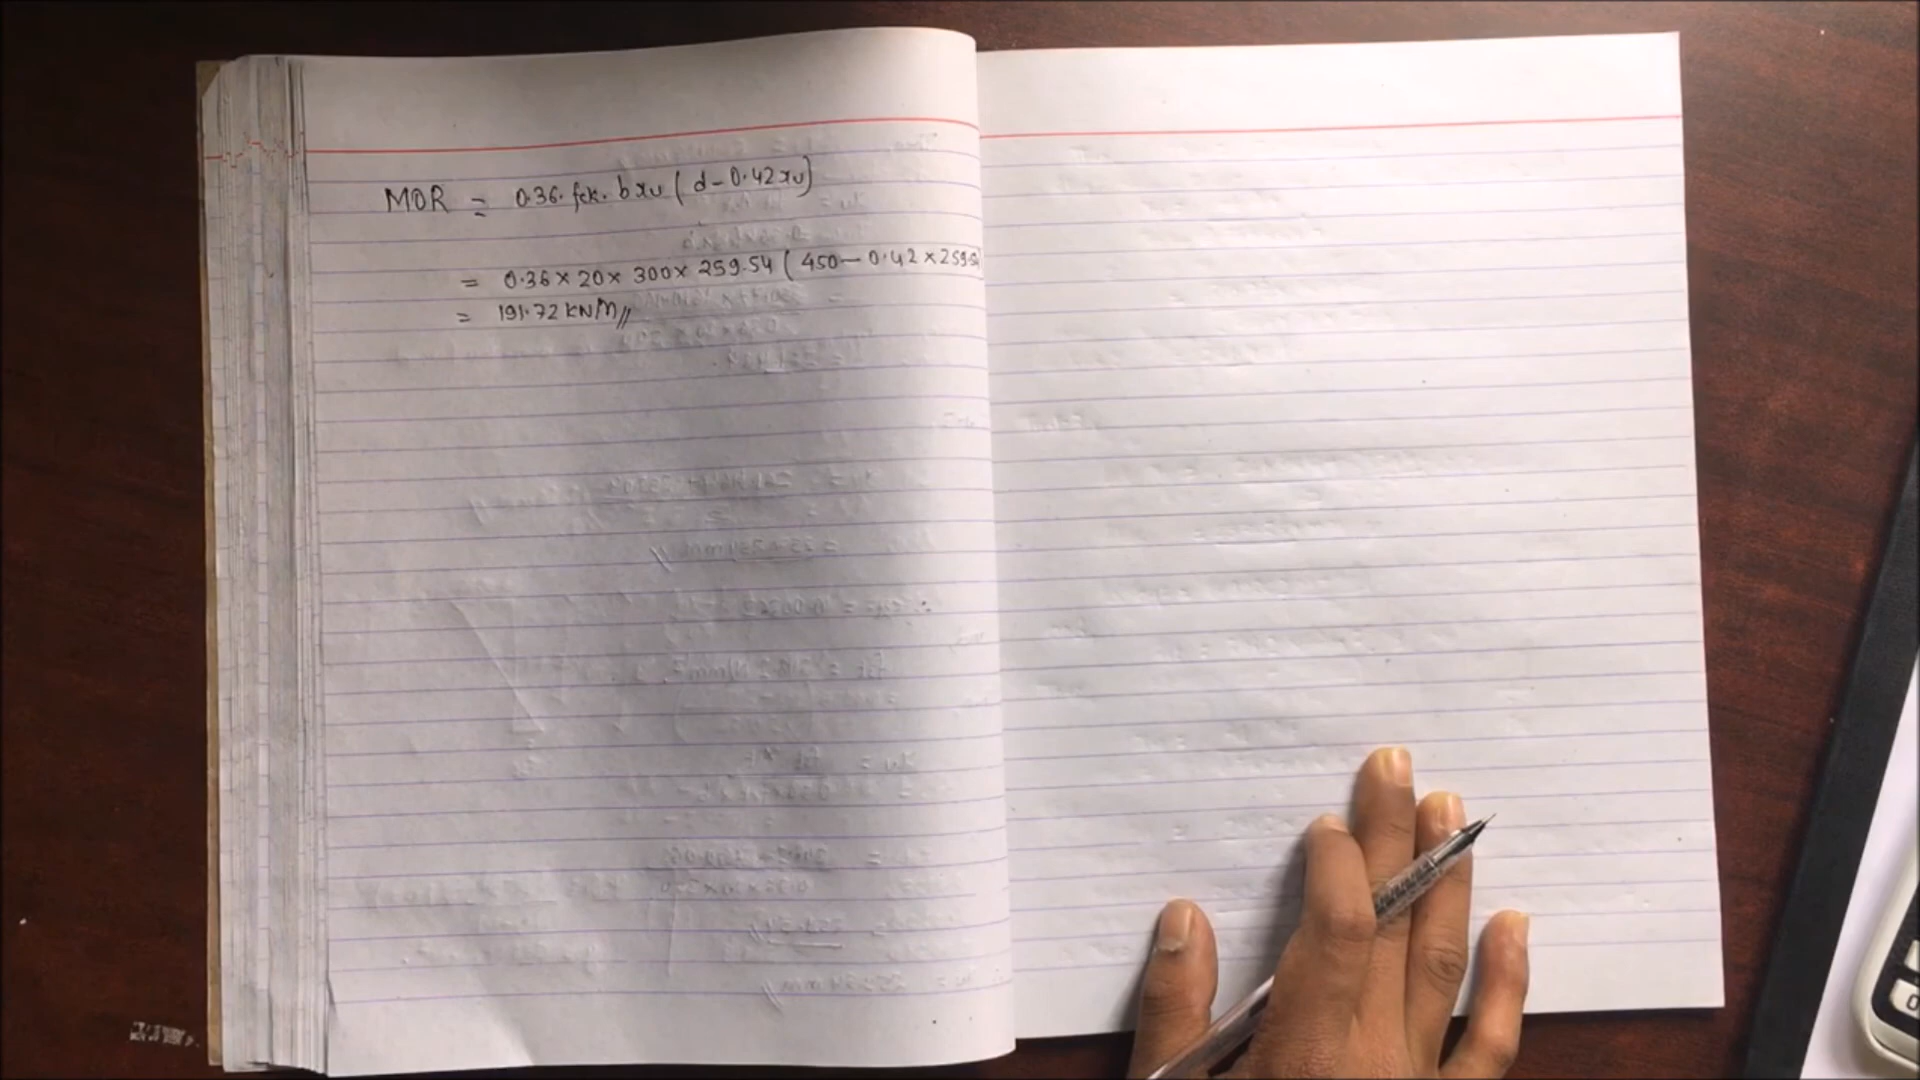 MOR = 0.36. fck. b xu ( d - 0.42 xu)
= 0.36 × 20 × 300 × 259.54 ( 450 - 0.42 × 259.54
= 191.72 KNM //